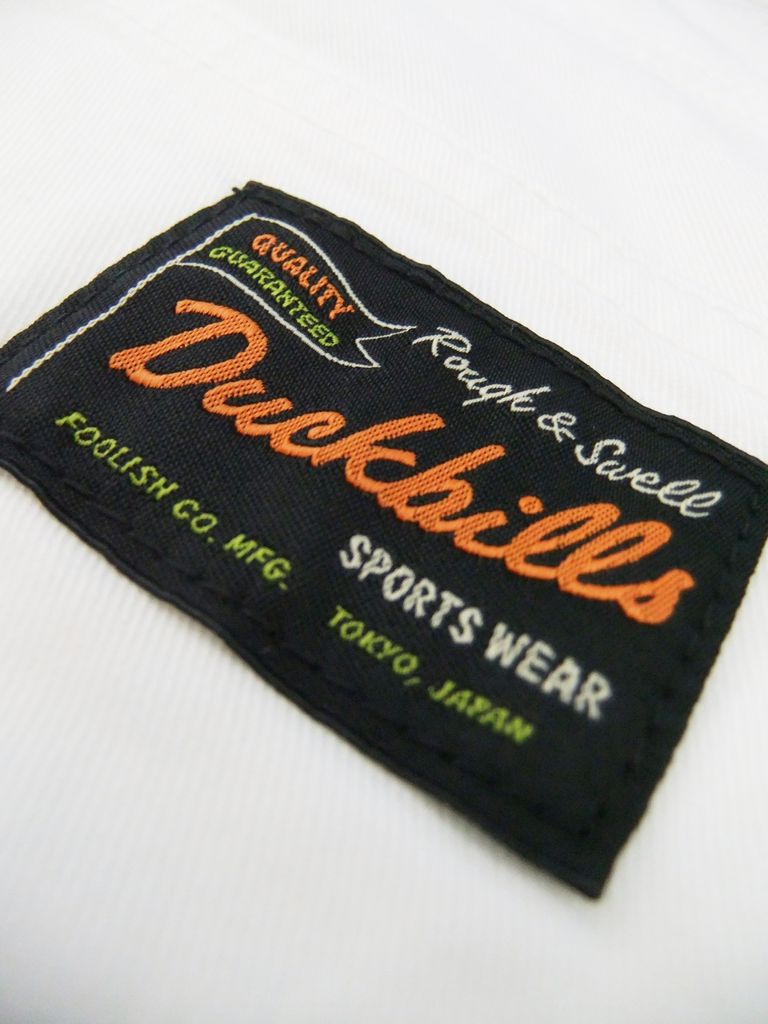 QUALITY
GUARANTEED
Rough & Swell
Duckbills
SPORTS WEAR
FOOLISH CO. MFG. TOKYO, JAPAN